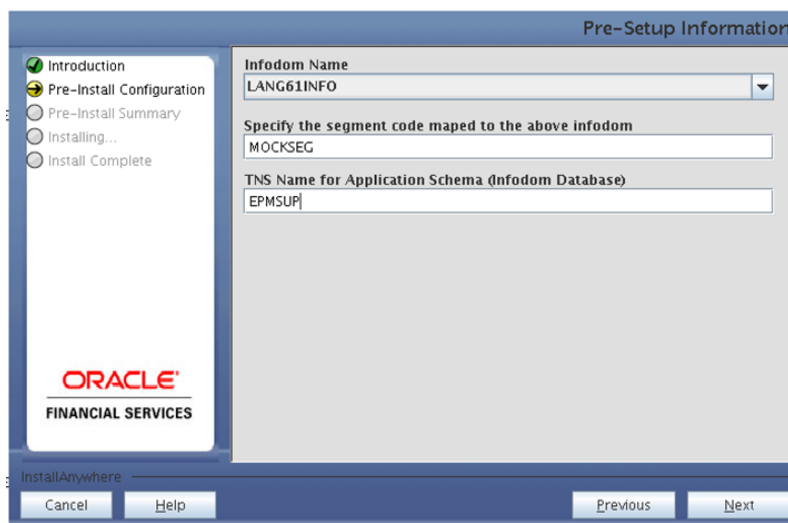 Pre-Setup Information
Introduction
Pre-Install Configuration
Pre-Install Summary
Installing...
Install Complete
Infodom Name
LANG61INFO
Specify the segment code maped to the above infodom
MOCKSEG
TNS Name for Application Schema (Infodom Database)
EPMSUP
ORACLE
FINANCIAL SERVICES
InstallAnywhere
Cancel
Help
Previous
Next